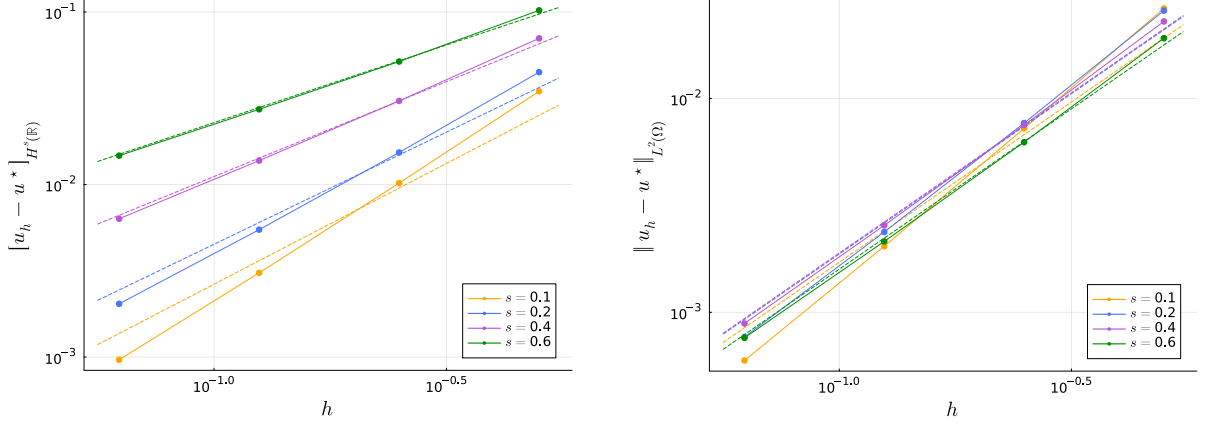 10⁻¹
10⁻²
10⁻³
[u_h − u⋆]_{H^s(ℝ)}
s = 0.1
s = 0.2
s = 0.4
s = 0.6
10⁻¹·⁰
10⁻⁰·⁵
h
10⁻²
10⁻³
‖ u_h − u⋆ ‖_{L²(Ω)}
s = 0.1
s = 0.2
s = 0.4
s = 0.6
10⁻¹·⁰
10⁻⁰·⁵
h